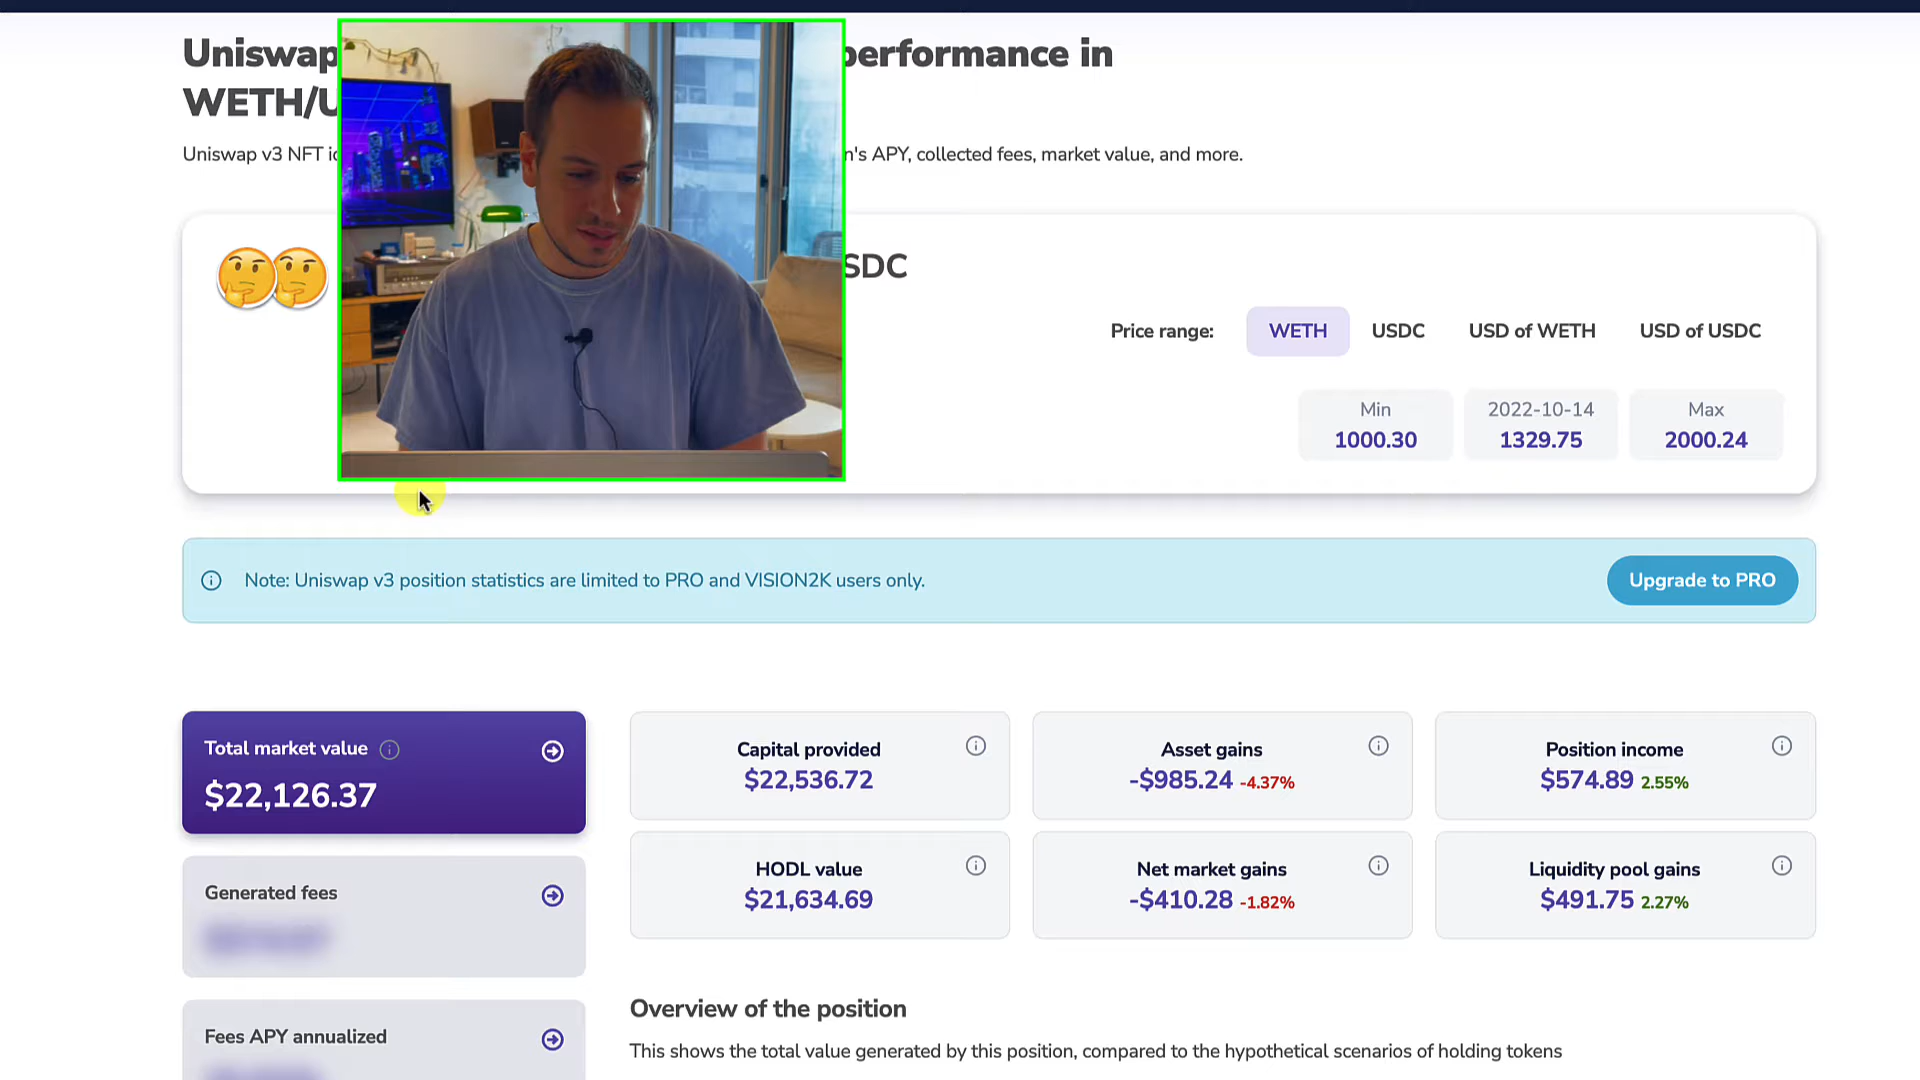 Uniswap performance in
WETH/U
Uniswap v3 NFT n's APY, collected fees, market value, and more.
SDC
Price range: WETH USDC USD of WETH USD of USDC
Min 2022-10-14 Max
1000.30 1329.75 2000.24
Note: Uniswap v3 position statistics are limited to PRO and VISION2K users only. Upgrade to PRO
Total market value
$22,126.37
Capital provided
$22,536.72
Asset gains
-$985.24 -4.37%
Position income
$574.89 2.55%
HODL value
$21,634.69
Net market gains
-$410.28 -1.82%
Liquidity pool gains
$491.75 2.27%
Generated fees
Fees APY annualized
Overview of the position
This shows the total value generated by this position, compared to the hypothetical scenarios of holding tokens